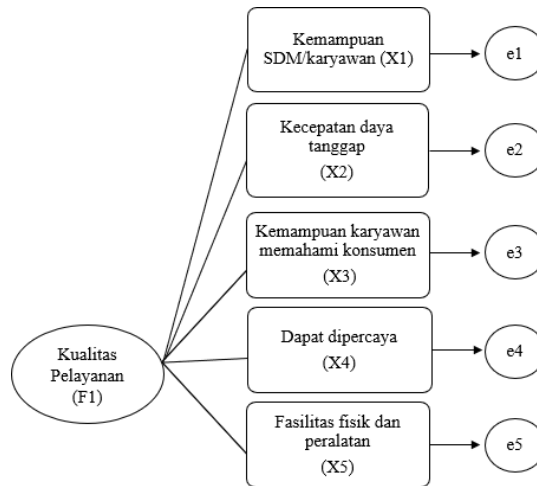 Kemampuan
SDM/karyawan (X1)
e1
Kecepatan daya
tanggap
(X2)
e2
Kemampuan karyawan
memahami konsumen
(X3)
e3
Kualitas
Pelayanan
(F1)
Dapat dipercaya
(X4)
e4
Fasilitas fisik dan
peralatan
(X5)
e5